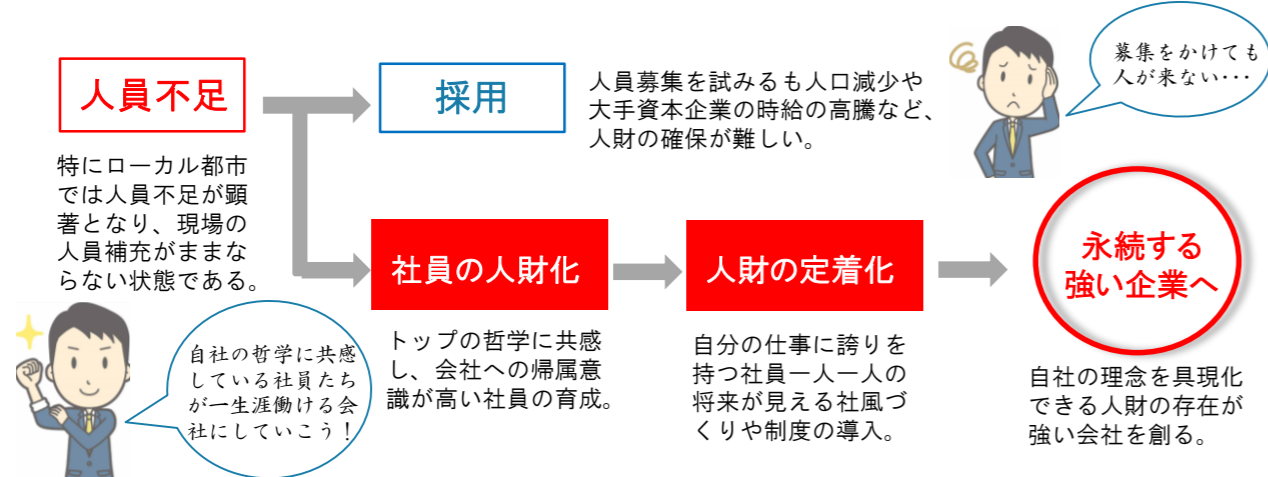 人員不足
特にローカル都市
では人員不足が顕
著となり、現場の
人員補充がままな
らない状態である。
採用
人員募集を試みるも人口減少や
大手資本企業の時給の高騰など、
人財の確保が難しい。
募集をかけても
人が来ない･･･
自社の哲学に共感
している社員たち
が一生涯働ける会
社にしていこう！
社員の人財化
トップの哲学に共感
し、会社への帰属意
識が高い社員の育成。
人財の定着化
自分の仕事に誇りを
持つ社員一人一人の
将来が見える社風づ
くりや制度の導入。
永続する
強い企業へ
自社の理念を具現化
できる人財の存在が
強い会社を創る。